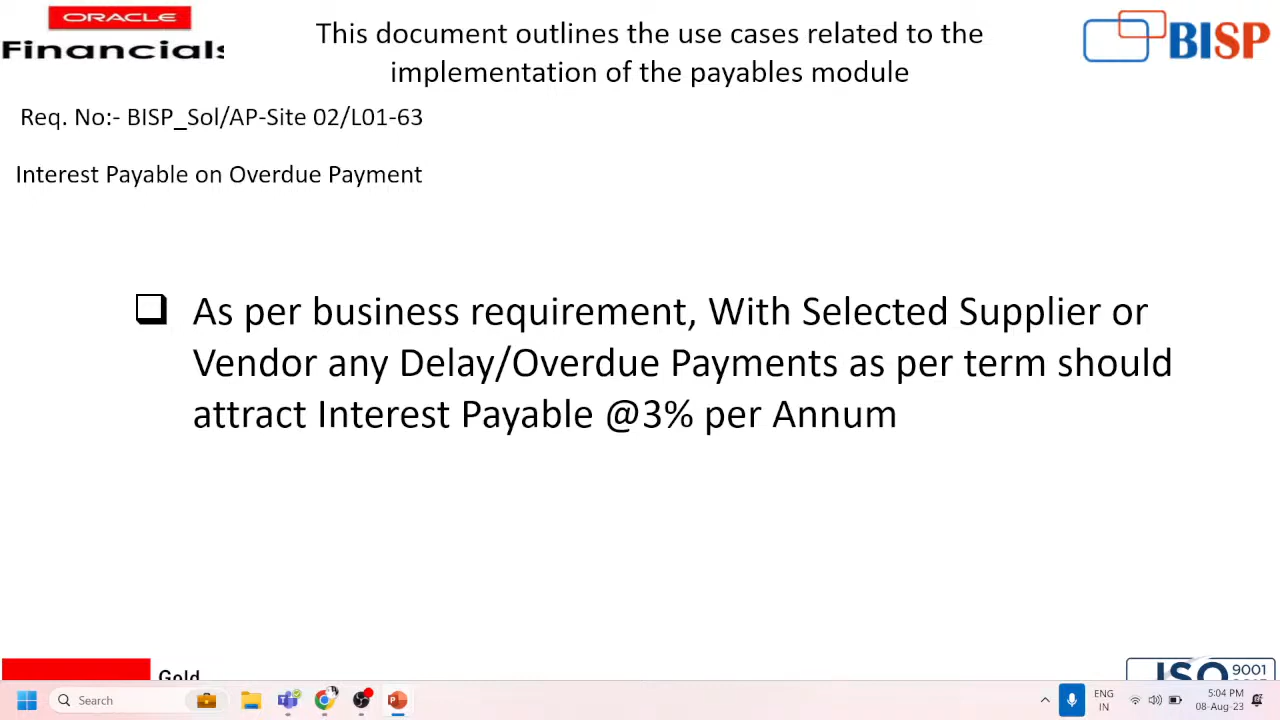 ORACLE
Financials
This document outlines the use cases related to the
implementation of the payables module
BISP
Req. No:- BISP_Sol/AP-Site 02/L01-63
Interest Payable on Overdue Payment
As per business requirement, With Selected Supplier or
Vendor any Delay/Overdue Payments as per term should
attract Interest Payable @3% per Annum
Gold
ISO 9001
Search
ENG
IN
5:04 PM
08-Aug-23